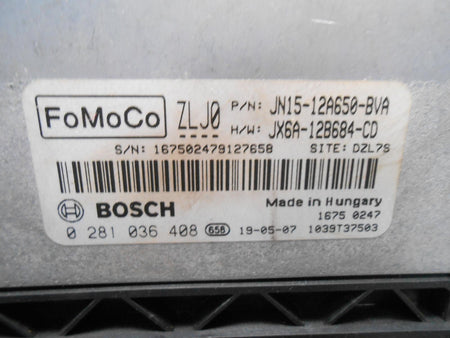 FoMoCo ZLJ0 P/N: JN15-12A650-BVA
H/W: JX6A-12B684-CD
S/N: 167502479127658 SITE: DZL7S
BOSCH Made in Hungary
1675 0247
0 281 036 408 658 19-05-07 1039T37503